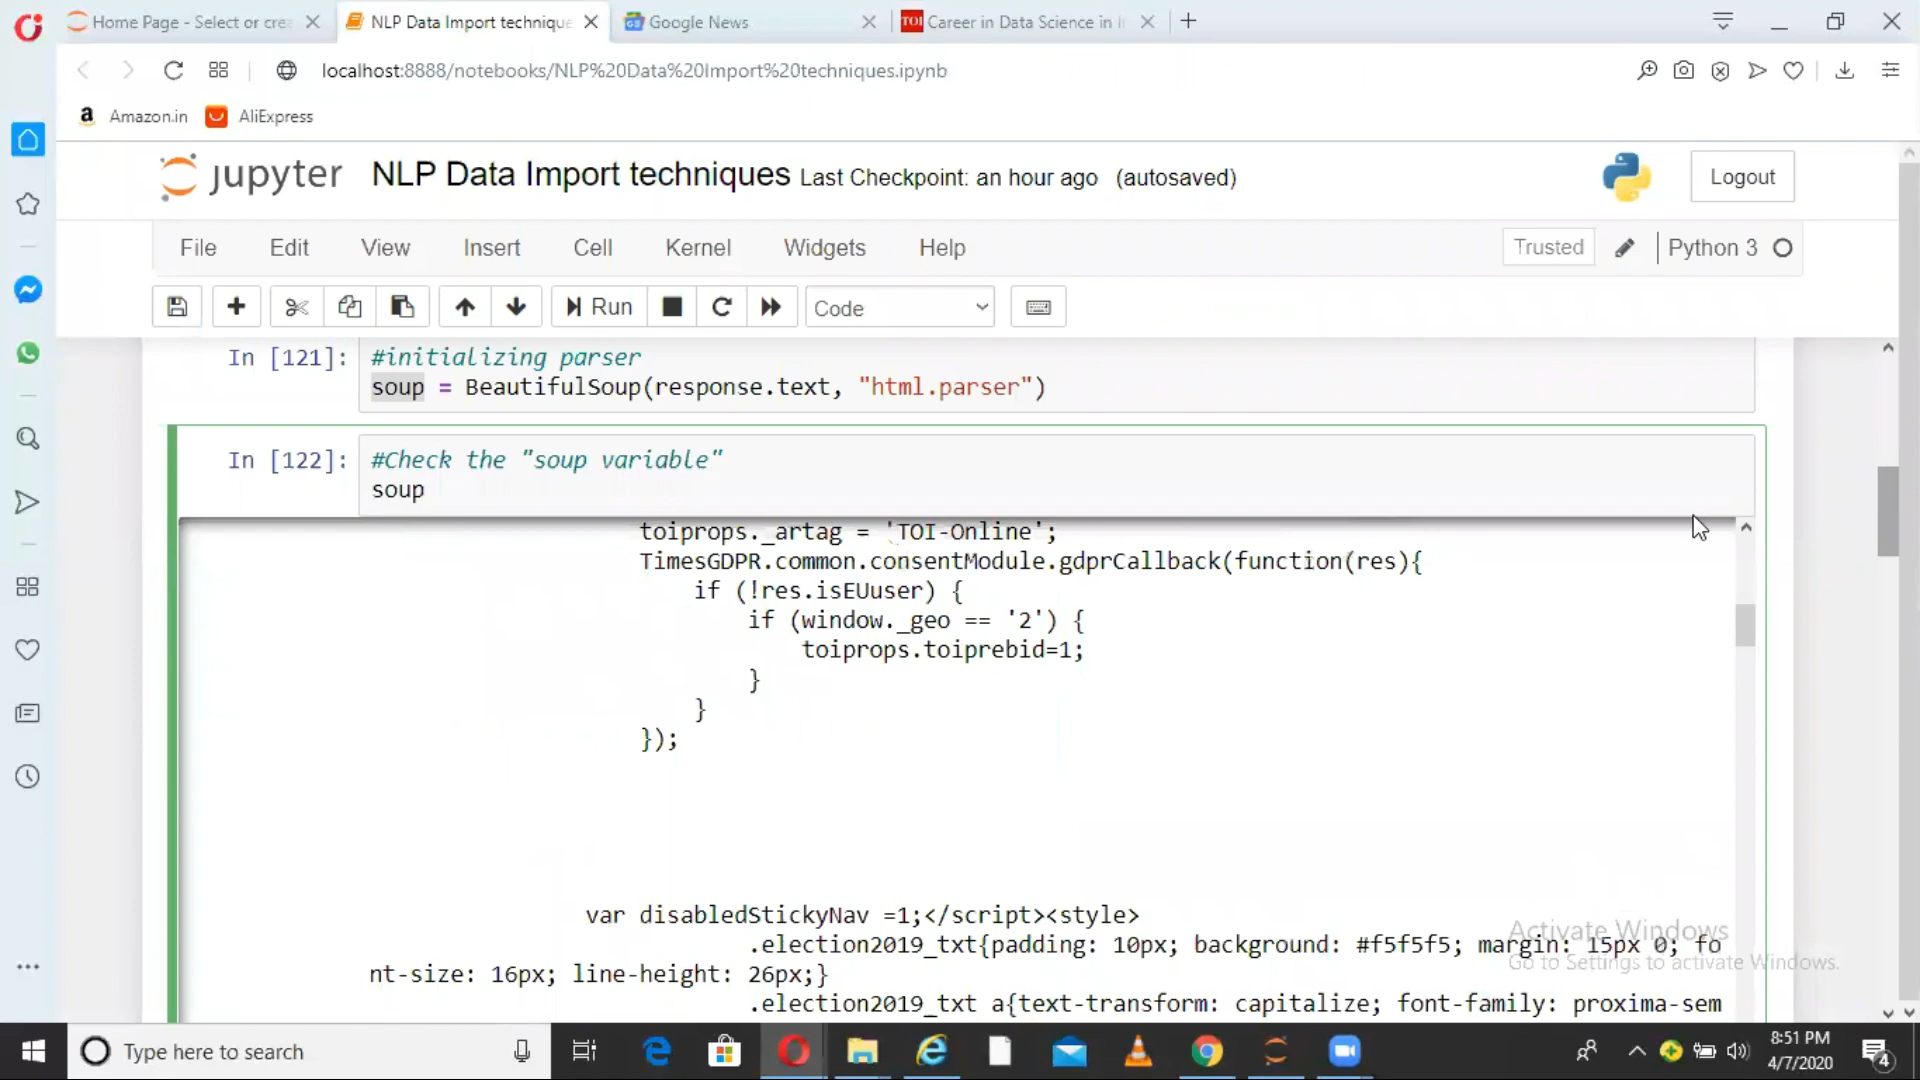 Home Page - Select or cre
NLP Data Import technique
Google News
TOI Career in Data Science in I
localhost:8888/notebooks/NLP%20Data%20Import%20techniques.ipynb
a Amazon.in
AliExpress
jupyter NLP Data Import techniques Last Checkpoint: an hour ago (autosaved)
Logout
File Edit View Insert Cell Kernel Widgets Help
Trusted
Python 3
Run
Code
In [121]: #initializing parser
soup = BeautifulSoup(response.text, "html.parser")
In [122]: #Check the "soup variable"
soup
toiprops._artag = 'TOI-Online';
TimesGDPR.common.consentModule.gdprCallback(function(res){
if (!res.isEUuser) {
if (window._geo == '2') {
toiprops.toiprebid=1;
}
}
});
var disabledStickyNav =1;</script><style>
.election2019_txt{padding: 10px; background: #f5f5f5; margin: 15px 0; fo
nt-size: 16px; line-height: 26px;}
.election2019_txt a{text-transform: capitalize; font-family: proxima-sem
Activate Windows
Go to Settings to activate Windows.
Type here to search
8:51 PM
4/7/2020
4